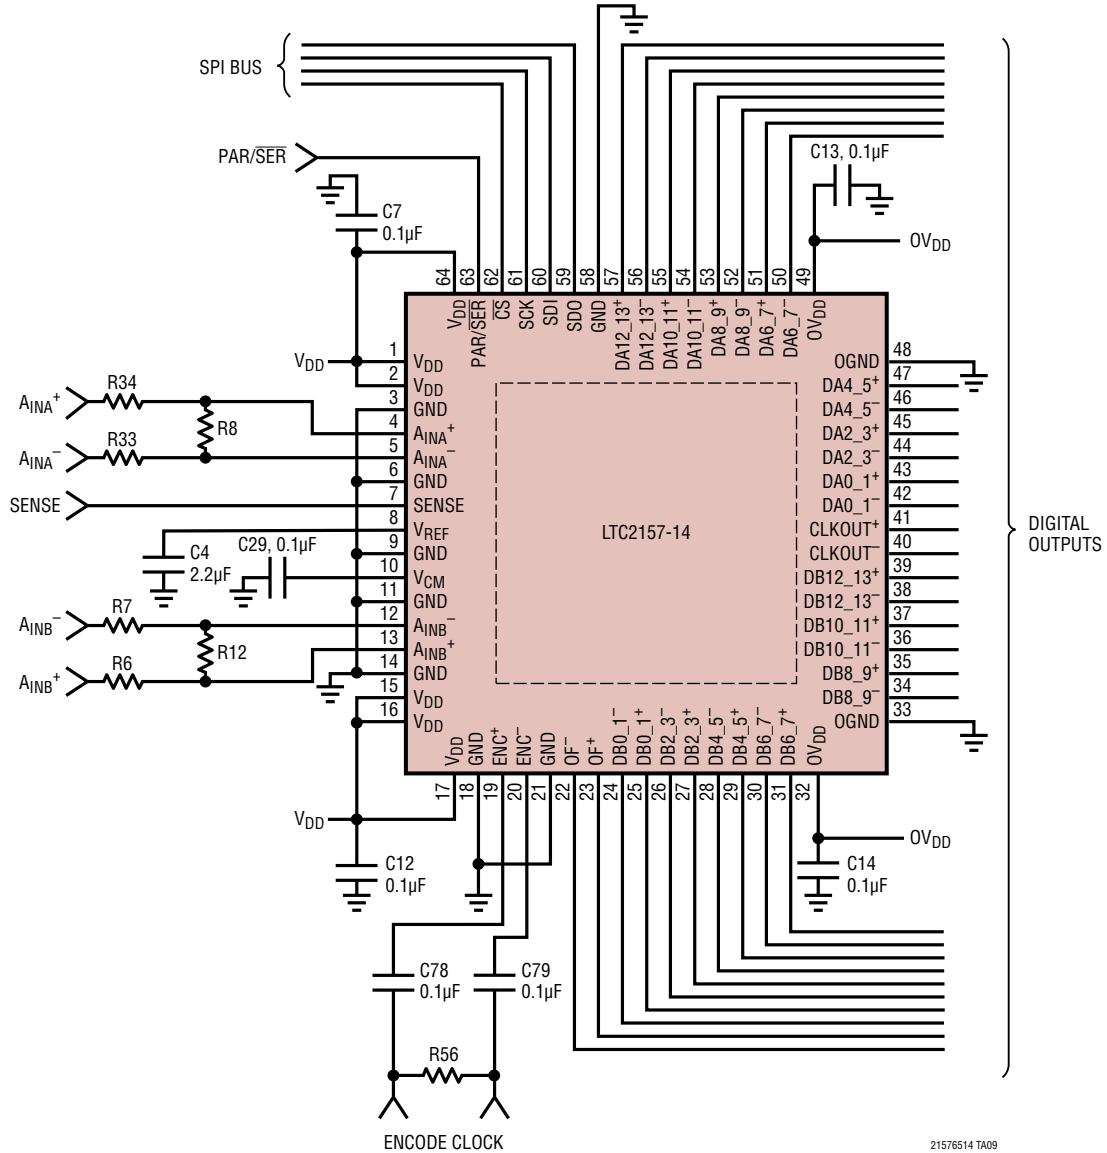 SPI BUS
PAR/SER
C7
0.1µF
C13, 0.1µF
OVDD
64
63
62
61
60
59
58
57
56
55
54
53
52
51
50
49
VDD
PAR/SER
CS
SCK
SDI
SDO
GND
DA12_13+
DA12_13−
DA10_11+
DA10_11−
DA8_9+
DA8_9−
DA6_7+
DA6_7−
OVDD
VDD
AINA+
R34
R8
AINA−
R33
SENSE
C4
2.2µF
C29, 0.1µF
AINB−
R7
R12
AINB+
R6
1 VDD
2 VDD
3 GND
4 AINA+
5 AINA−
6 GND
7 SENSE
8 VREF
9 GND
10 VCM
11 GND
12 AINB−
13 AINB+
14 GND
15 VDD
16 VDD
LTC2157-14
OGND 48
DA4_5+ 47
DA4_5− 46
DA2_3+ 45
DA2_3− 44
DA0_1+ 43
DA0_1− 42
CLKOUT+ 41
CLKOUT− 40
DB12_13+ 39
DB12_13− 38
DB10_11+ 37
DB10_11− 36
DB8_9+ 35
DB8_9− 34
OGND 33
DIGITAL
OUTPUTS
VDD
GND
ENC+
ENC−
GND
OF−
OF+
DB0_1−
DB0_1+
DB2_3−
DB2_3+
DB4_5−
DB4_5+
DB6_7−
DB6_7+
OVDD
17
18
19
20
21
22
23
24
25
26
27
28
29
30
31
32
VDD
C12
0.1µF
OVDD
C14
0.1µF
C78
0.1µF
C79
0.1µF
R56
ENCODE CLOCK
21576514 TA09